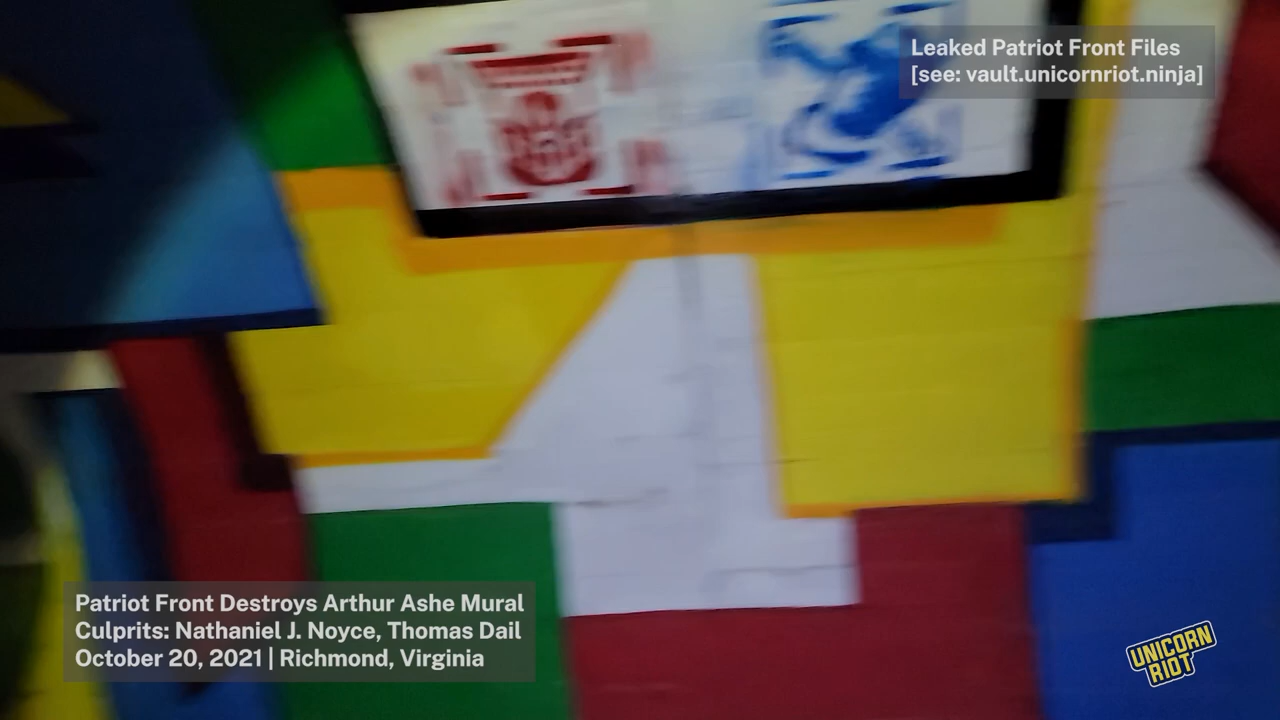 Leaked Patriot Front Files
[see: vault.unicornriot.ninja]
Patriot Front Destroys Arthur Ashe Mural
Culprits: Nathaniel J. Noyce, Thomas Dail
October 20, 2021 | Richmond, Virginia
UNICORN
RIOT